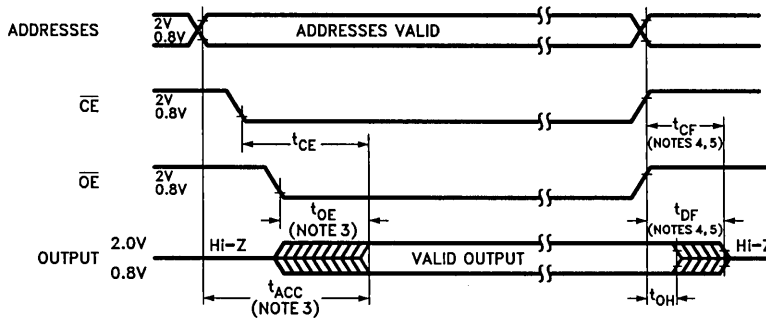 ADDRESSES
2V
0.8V
ADDRESSES VALID
CE
2V
0.8V
tCE
tCF
(NOTES 4, 5)
OE
2V
0.8V
tOE
(NOTE 3)
tDF
(NOTES 4, 5)
OUTPUT
2.0V
0.8V
Hi-Z
VALID OUTPUT
Hi-Z
tACC
(NOTE 3)
tOH